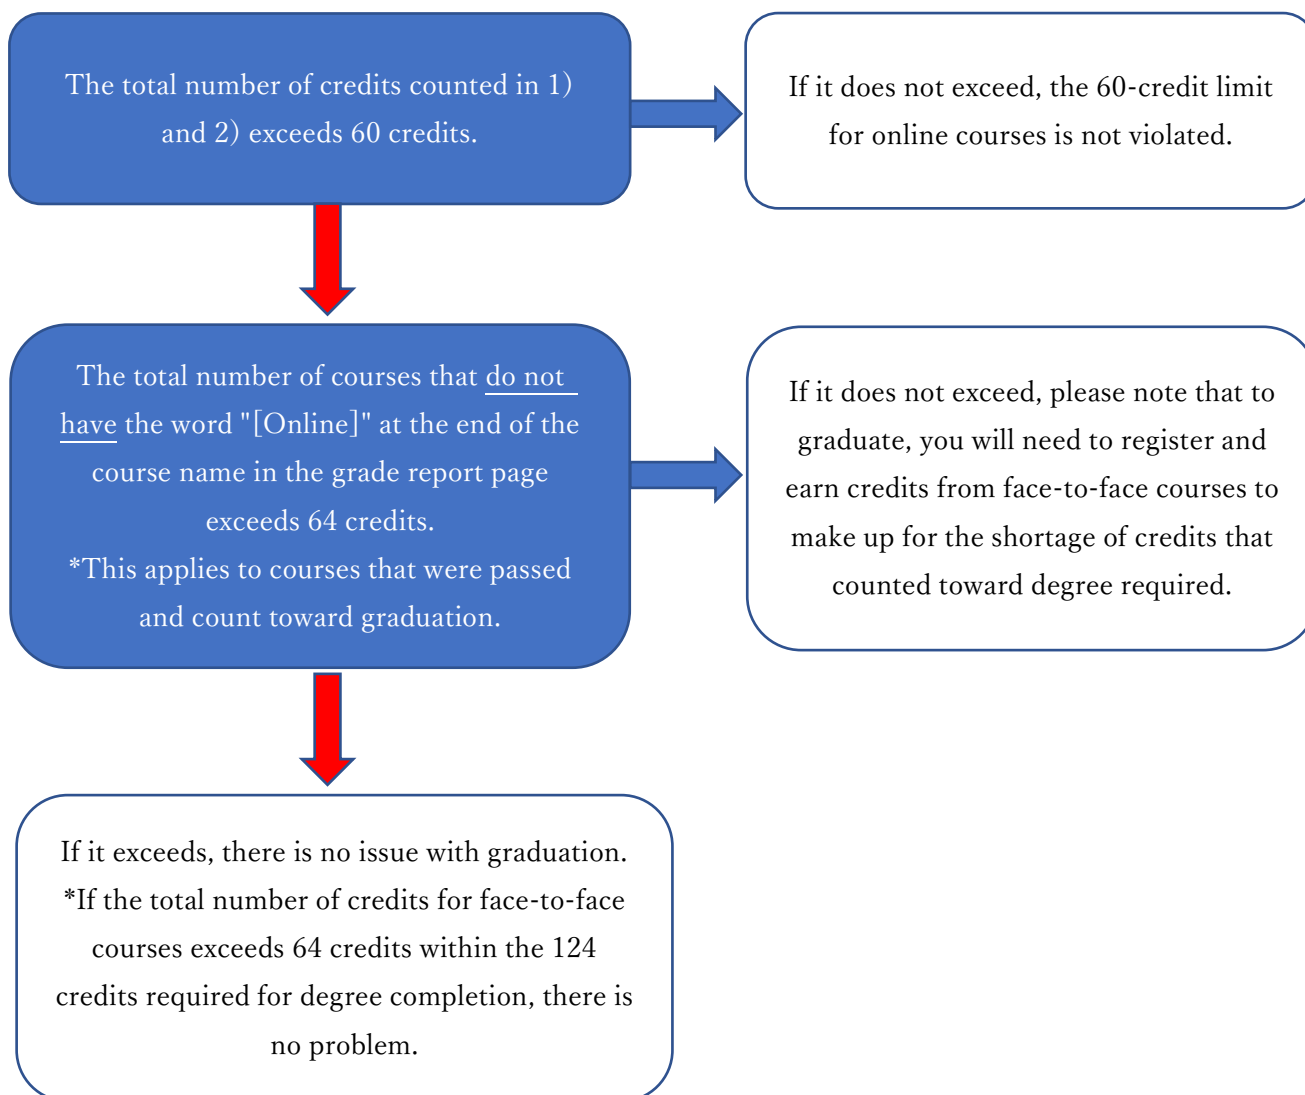 The total number of credits counted in 1)
and 2) exceeds 60 credits.
If it does not exceed, the 60-credit limit
for online courses is not violated.
The total number of courses that do not
have the word "[Online]" at the end of the
course name in the grade report page
exceeds 64 credits.
*This applies to courses that were passed
and count toward graduation.
If it does not exceed, please note that to
graduate, you will need to register and
earn credits from face-to-face courses to
make up for the shortage of credits that
counted toward degree required.
If it exceeds, there is no issue with graduation.
*If the total number of credits for face-to-face
courses exceeds 64 credits within the 124
credits required for degree completion, there is
no problem.